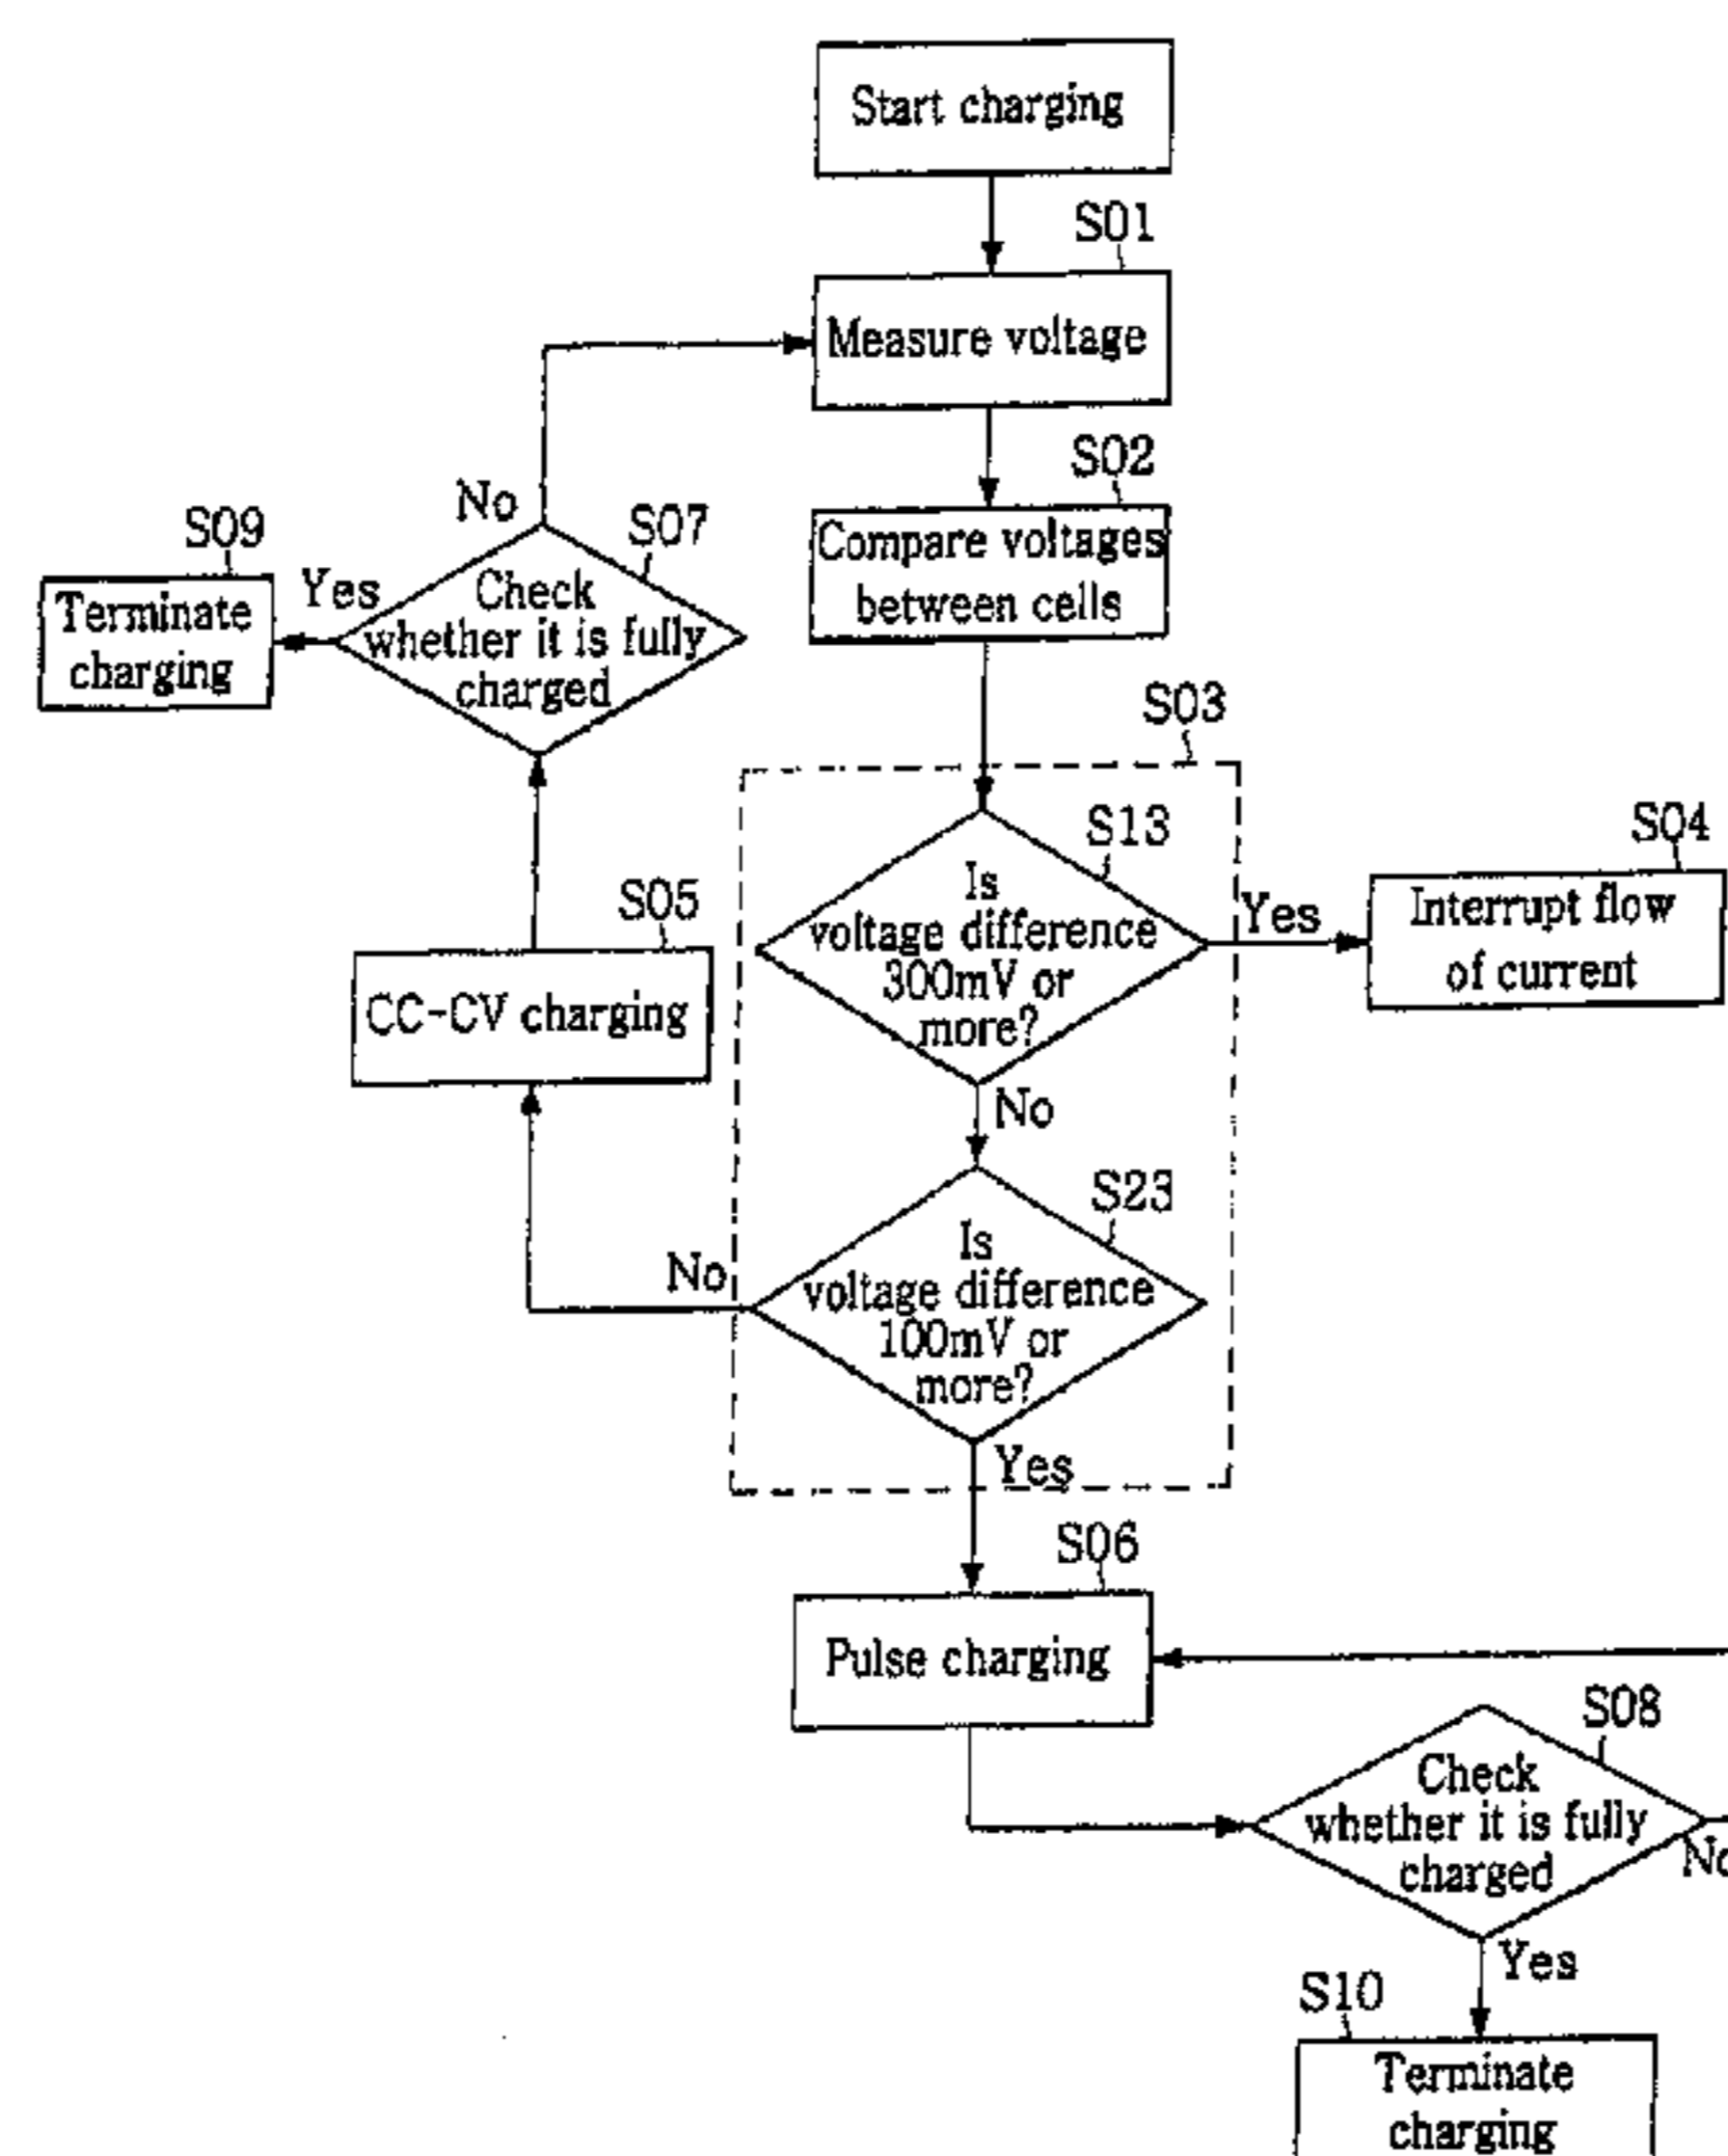 Start charging
S01
Measure voltage
S02
Compare voltages
between cells
No
S07
Check
whether it is fully
charged
Yes
S09
Terminate
charging
S03
S13
Is
voltage difference
300mV or
more?
Yes
S04
Interrupt flow
of current
No
S05
CC-CV charging
S23
Is
voltage difference
100mV or
more?
No
Yes
S06
Pulse charging
S08
Check
whether it is fully
charged
No
Yes
S10
Terminate
charging